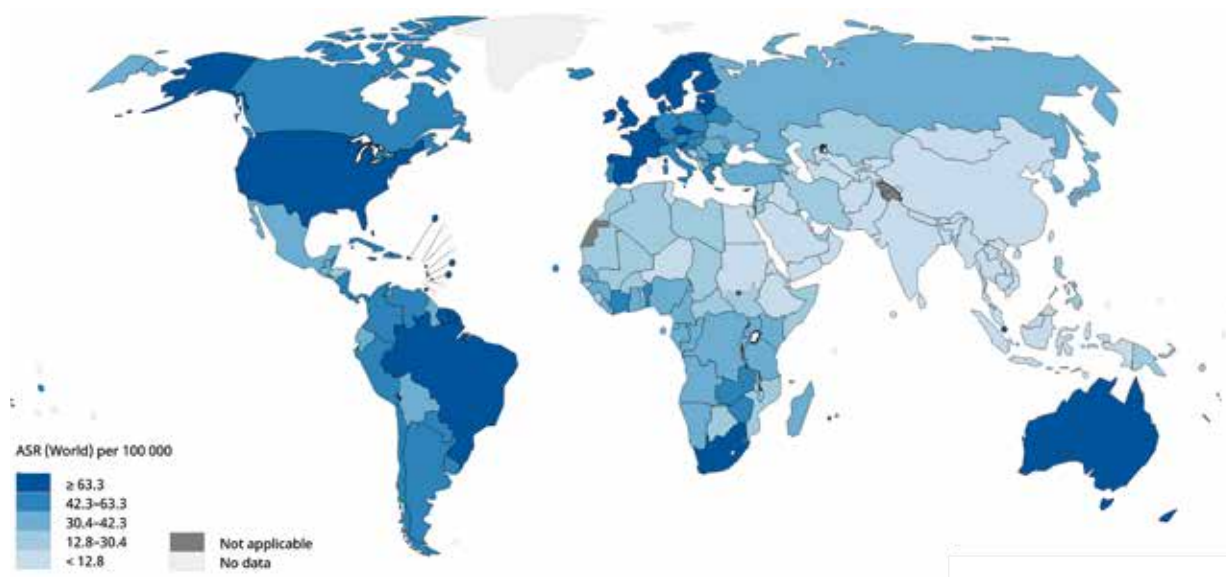 ASR (World) per 100 000
≥ 63.3
42.3–63.3
30.4–42.3
12.8–30.4
< 12.8
Not applicable
No data